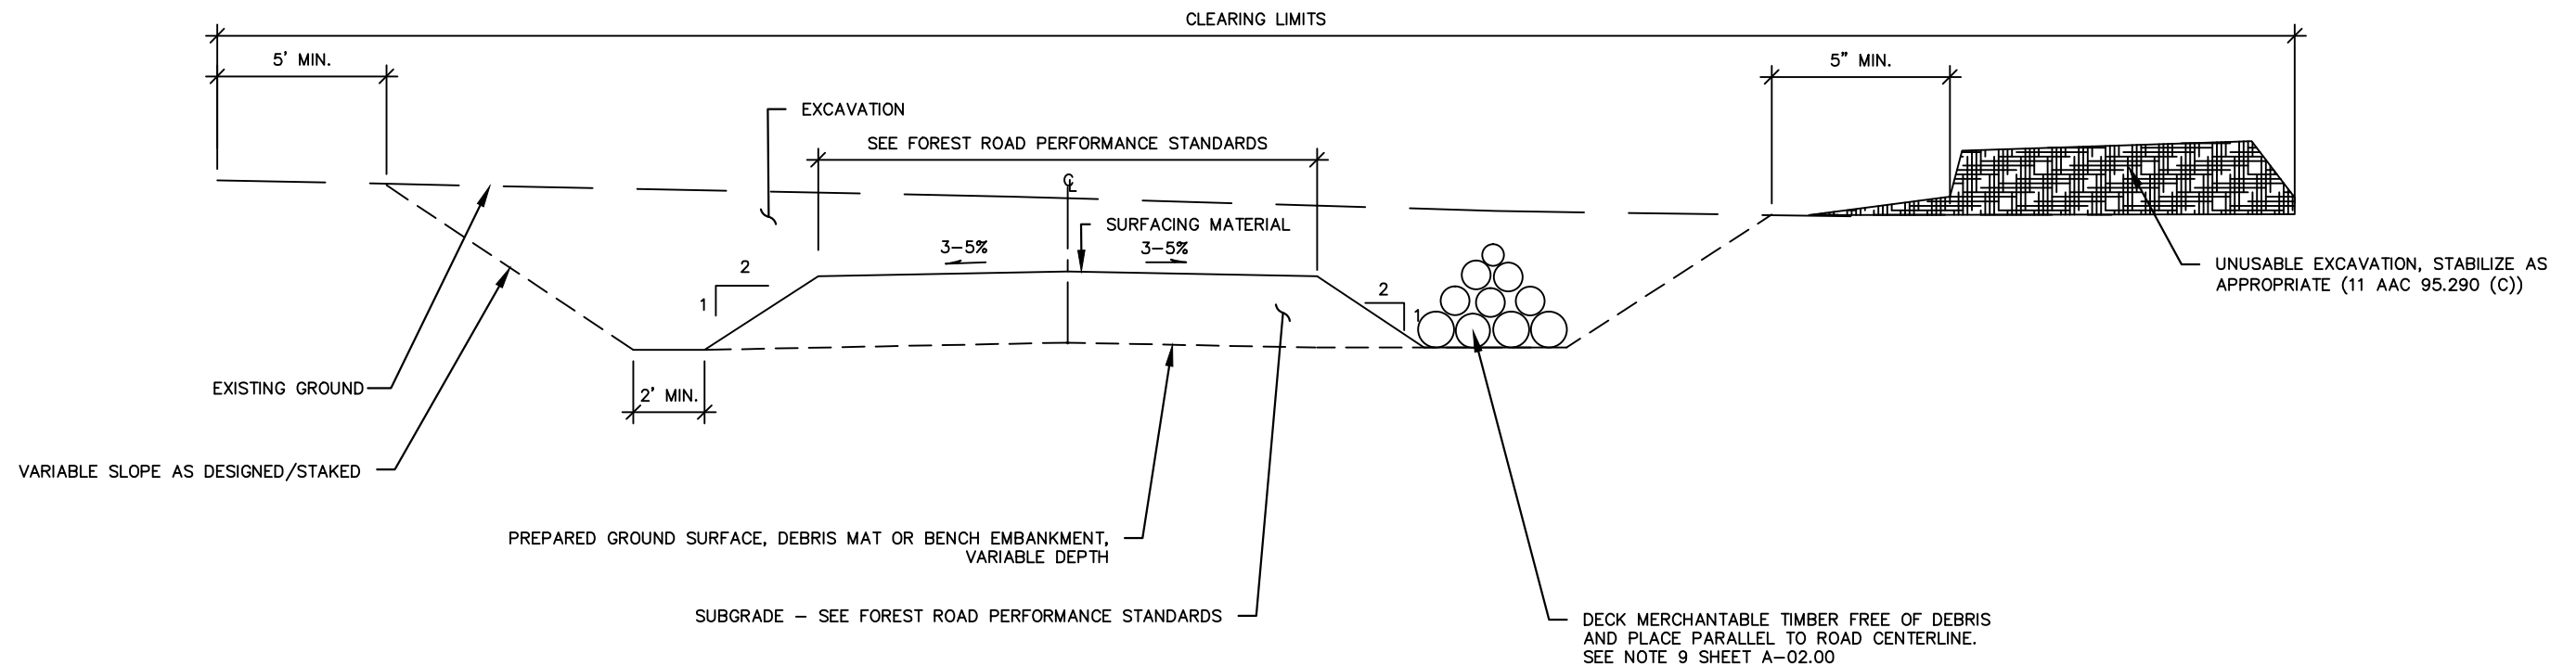 CLEARING LIMITS
5' MIN.
5" MIN.
EXCAVATION
SEE FOREST ROAD PERFORMANCE STANDARDS
℄
SURFACING MATERIAL
3-5%
3-5%
2
1
2
1
UNUSABLE EXCAVATION, STABILIZE AS
APPROPRIATE (11 AAC 95.290 (C))
EXISTING GROUND
2' MIN.
VARIABLE SLOPE AS DESIGNED/STAKED
PREPARED GROUND SURFACE, DEBRIS MAT OR BENCH EMBANKMENT,
VARIABLE DEPTH
SUBGRADE - SEE FOREST ROAD PERFORMANCE STANDARDS
DECK MERCHANTABLE TIMBER FREE OF DEBRIS
AND PLACE PARALLEL TO ROAD CENTERLINE.
SEE NOTE 9 SHEET A-02.00